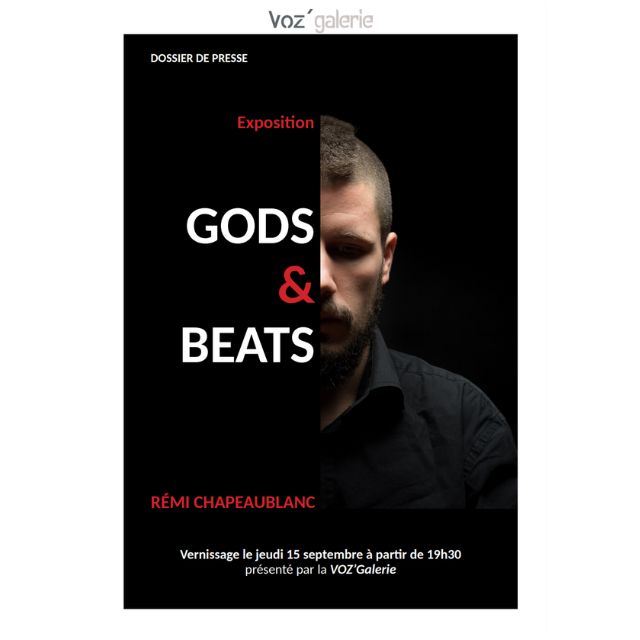 Voz'galerie
DOSSIER DE PRESSE
Exposition
GODS
&
BEATS
RÉMI CHAPEAUBLANC
Vernissage le jeudi 15 septembre à partir de 19h30
présenté par la VOZ'Galerie